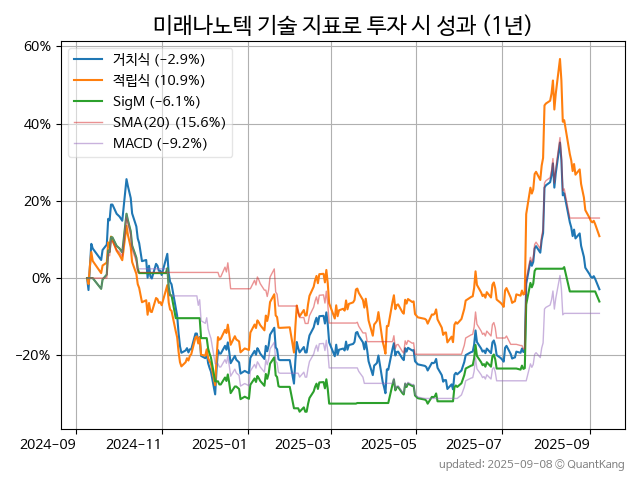 미래나노텍 기술 지표로 투자 시 성과 (1년)
60%
40%
20%
0%
−20%
거치식 (−2.9%)
적립식 (10.9%)
SigM (−6.1%)
SMA(20) (15.6%)
MACD (−9.2%)
2024-09 2024-11 2025-01 2025-03 2025-05 2025-07 2025-09
updated: 2025-09-08 © QuantKang